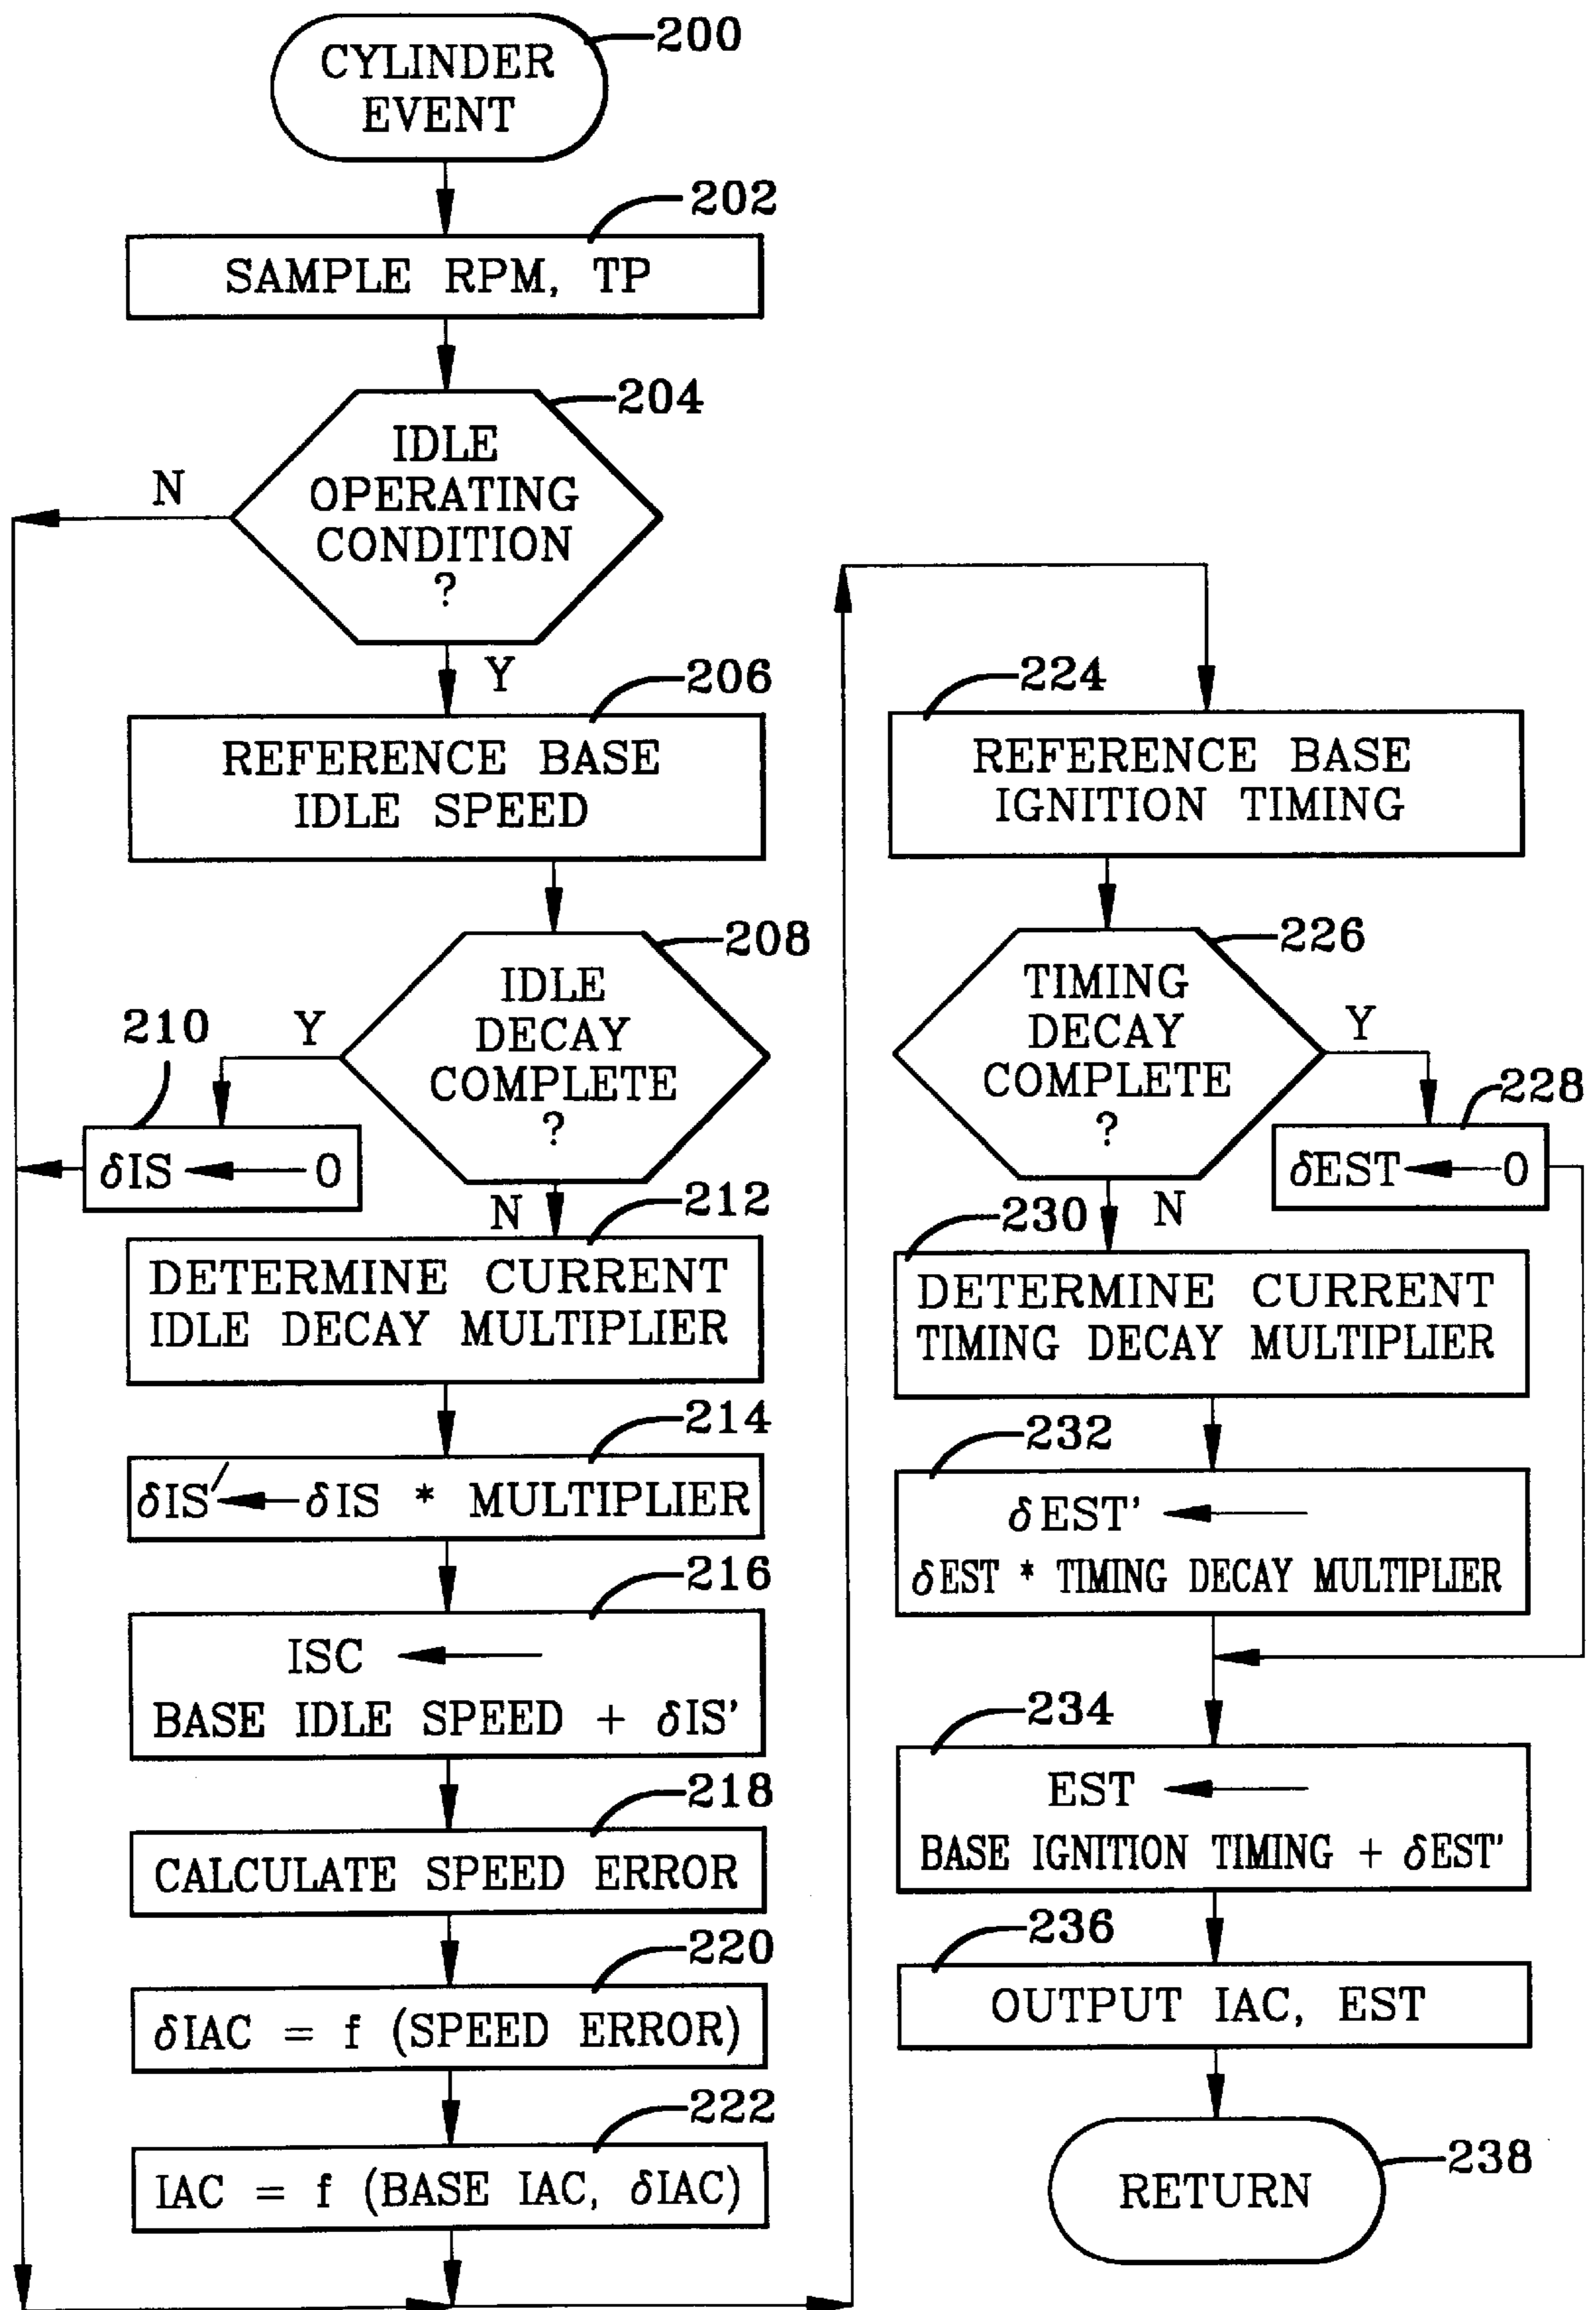 CYLINDER
EVENT
200
SAMPLE RPM, TP
202
IDLE
OPERATING
CONDITION
?
204
N
Y
REFERENCE BASE
IDLE SPEED
206
IDLE
DECAY
COMPLETE
?
208
Y
210
δIS ← 0
N
212
DETERMINE CURRENT
IDLE DECAY MULTIPLIER
214
δIS' ← δIS * MULTIPLIER
216
ISC ←
BASE IDLE SPEED + δIS'
218
CALCULATE SPEED ERROR
220
δIAC = f (SPEED ERROR)
222
IAC = f (BASE IAC, δIAC)
224
REFERENCE BASE
IGNITION TIMING
226
TIMING
DECAY
COMPLETE
?
Y
228
δEST ← 0
N
230
DETERMINE CURRENT
TIMING DECAY MULTIPLIER
232
δEST' ←
δEST * TIMING DECAY MULTIPLIER
234
EST ←
BASE IGNITION TIMING + δEST'
236
OUTPUT IAC, EST
RETURN
238